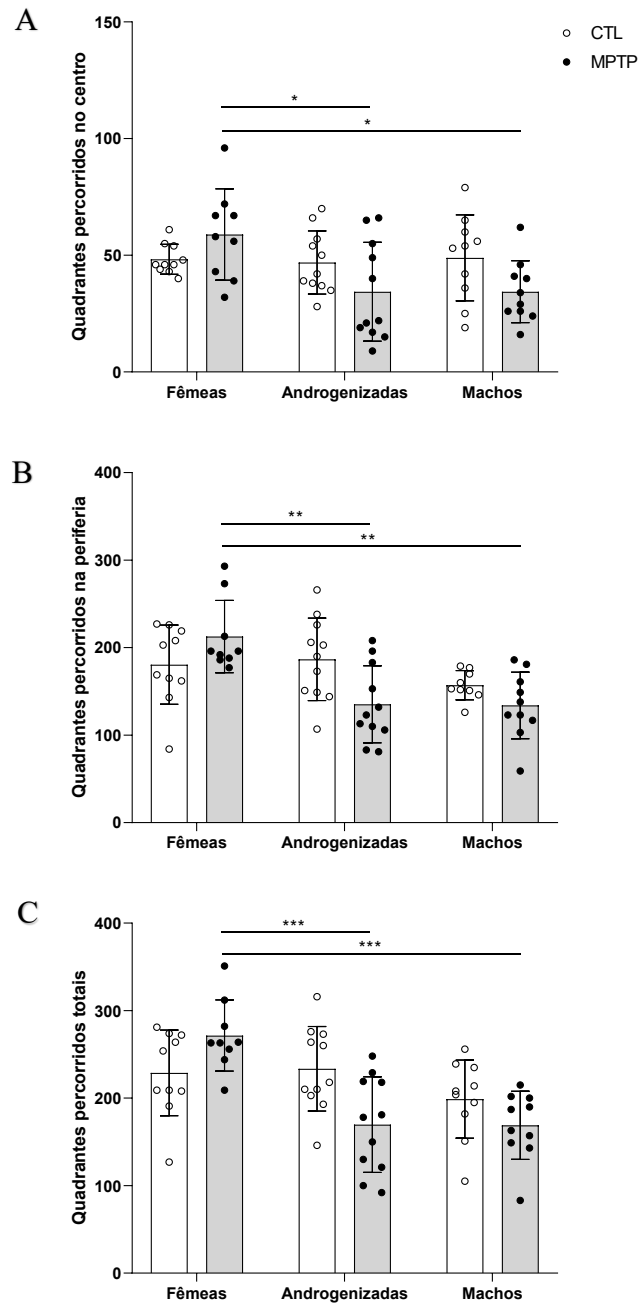 A
Quadrantes percorridos no centro
150
100
50
0
*
*
CTL
MPTP
Fêmeas
Androgenizadas
Machos
B
Quadrantes percorridos na periferia
400
300
200
100
0
**
**
Fêmeas
Androgenizadas
Machos
C
Quadrantes percorridos totais
400
300
200
100
0
***
***
Fêmeas
Androgenizadas
Machos